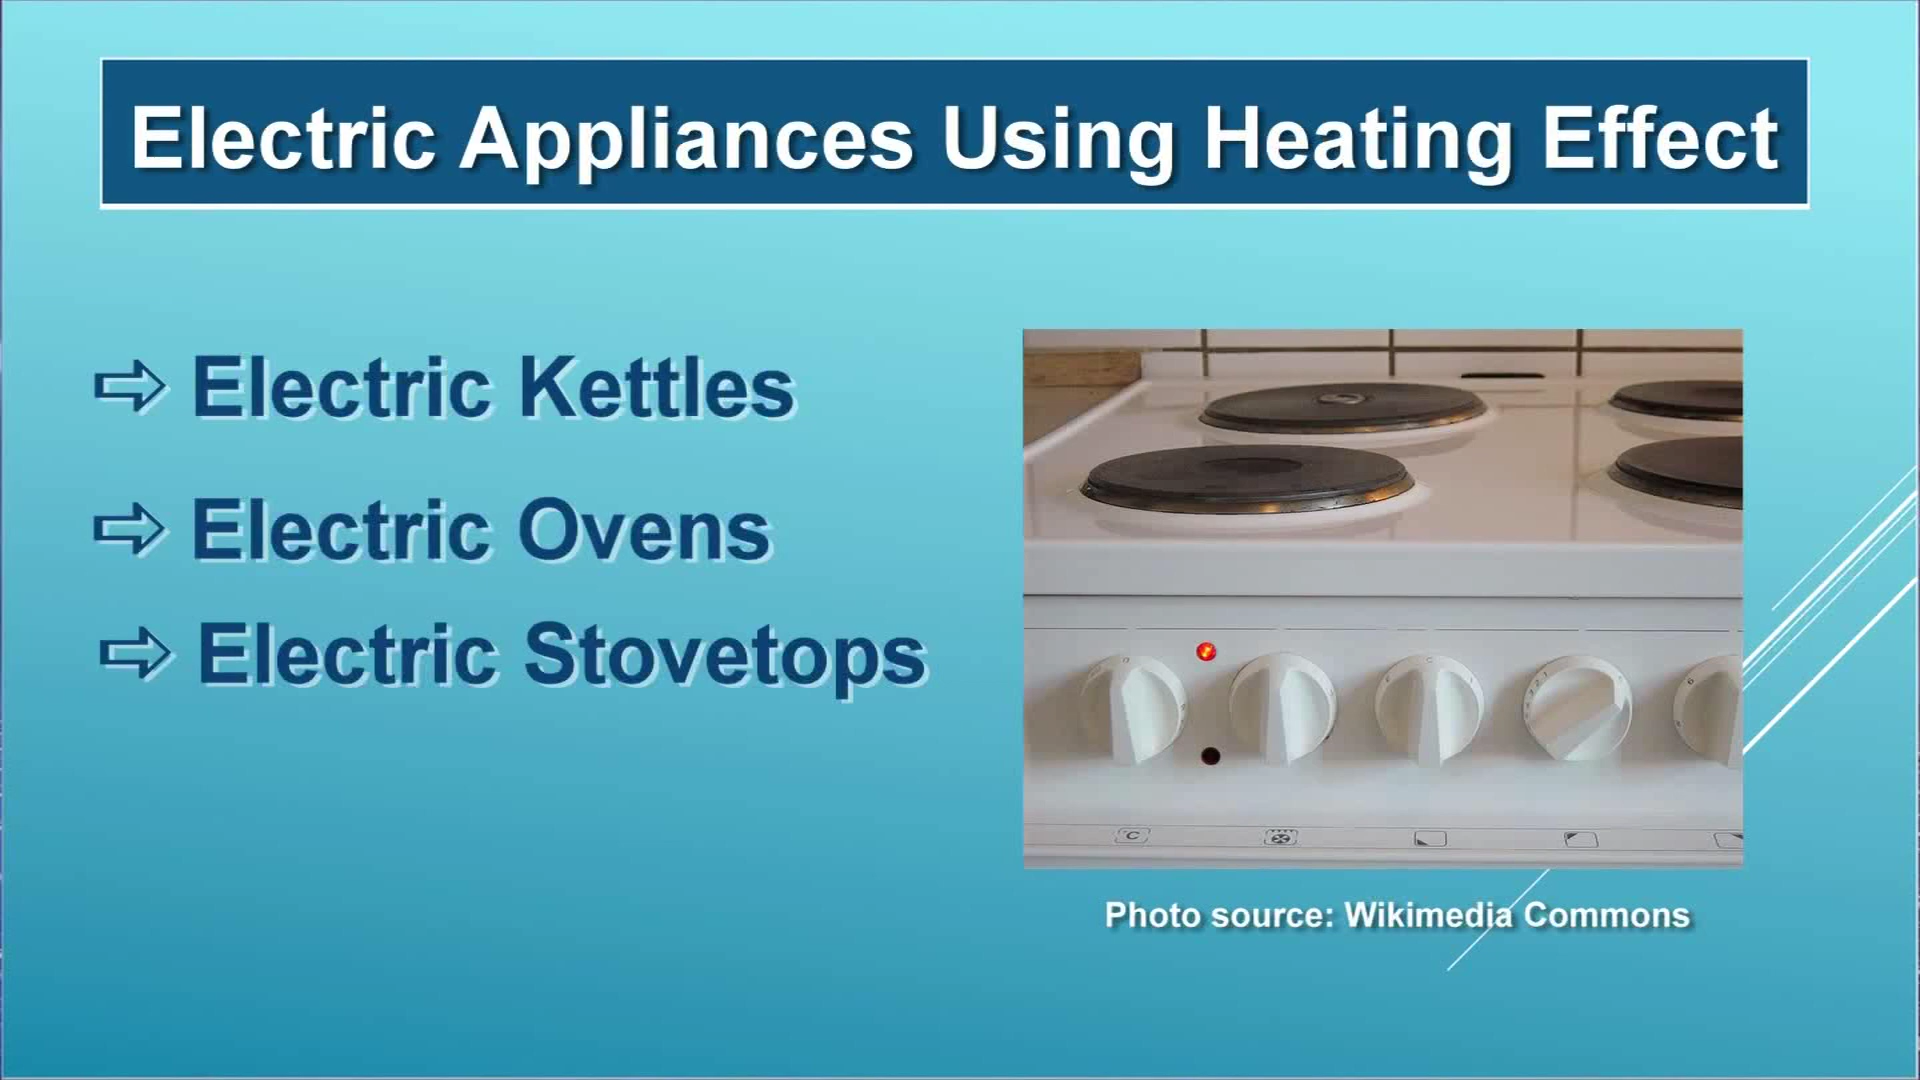 Electric Appliances Using Heating Effect
⇨ Electric Kettles
⇨ Electric Ovens
⇨ Electric Stovetops
Photo source: Wikimedia Commons